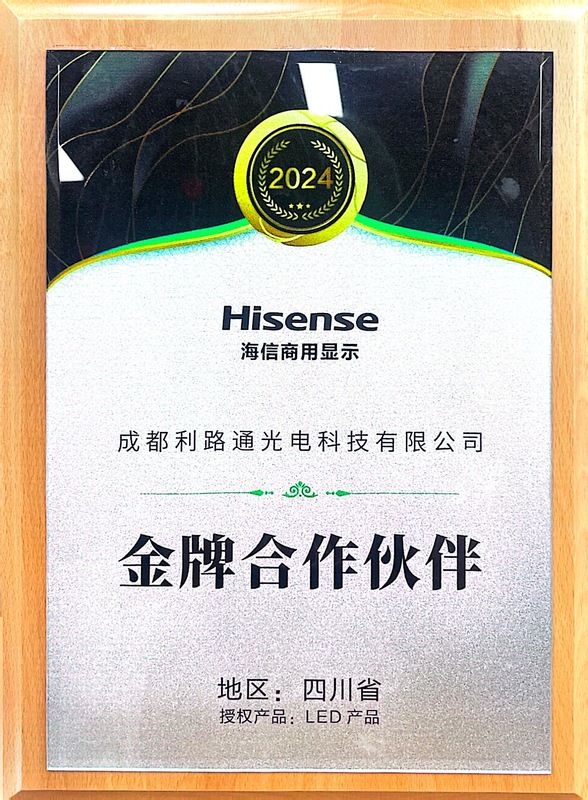 2024
Hisense
海信商用显示
成都利路通光电科技有限公司
金牌合作伙伴
地区：四川省
授权产品：LED 产品